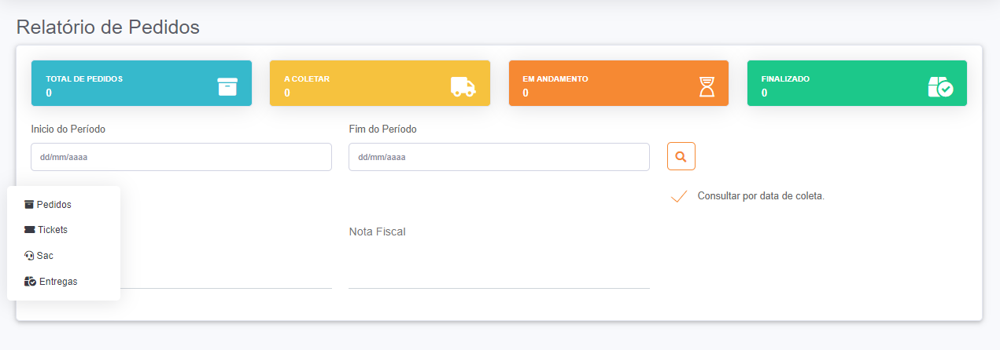 Relatório de Pedidos
TOTAL DE PEDIDOS
0
A COLETAR
0
EM ANDAMENTO
0
FINALIZADO
0
Inicio do Período
Fim do Período
dd/mm/aaaa
dd/mm/aaaa
Consultar por data de coleta.
Pedidos
Tickets
Sac
Entregas
Nota Fiscal